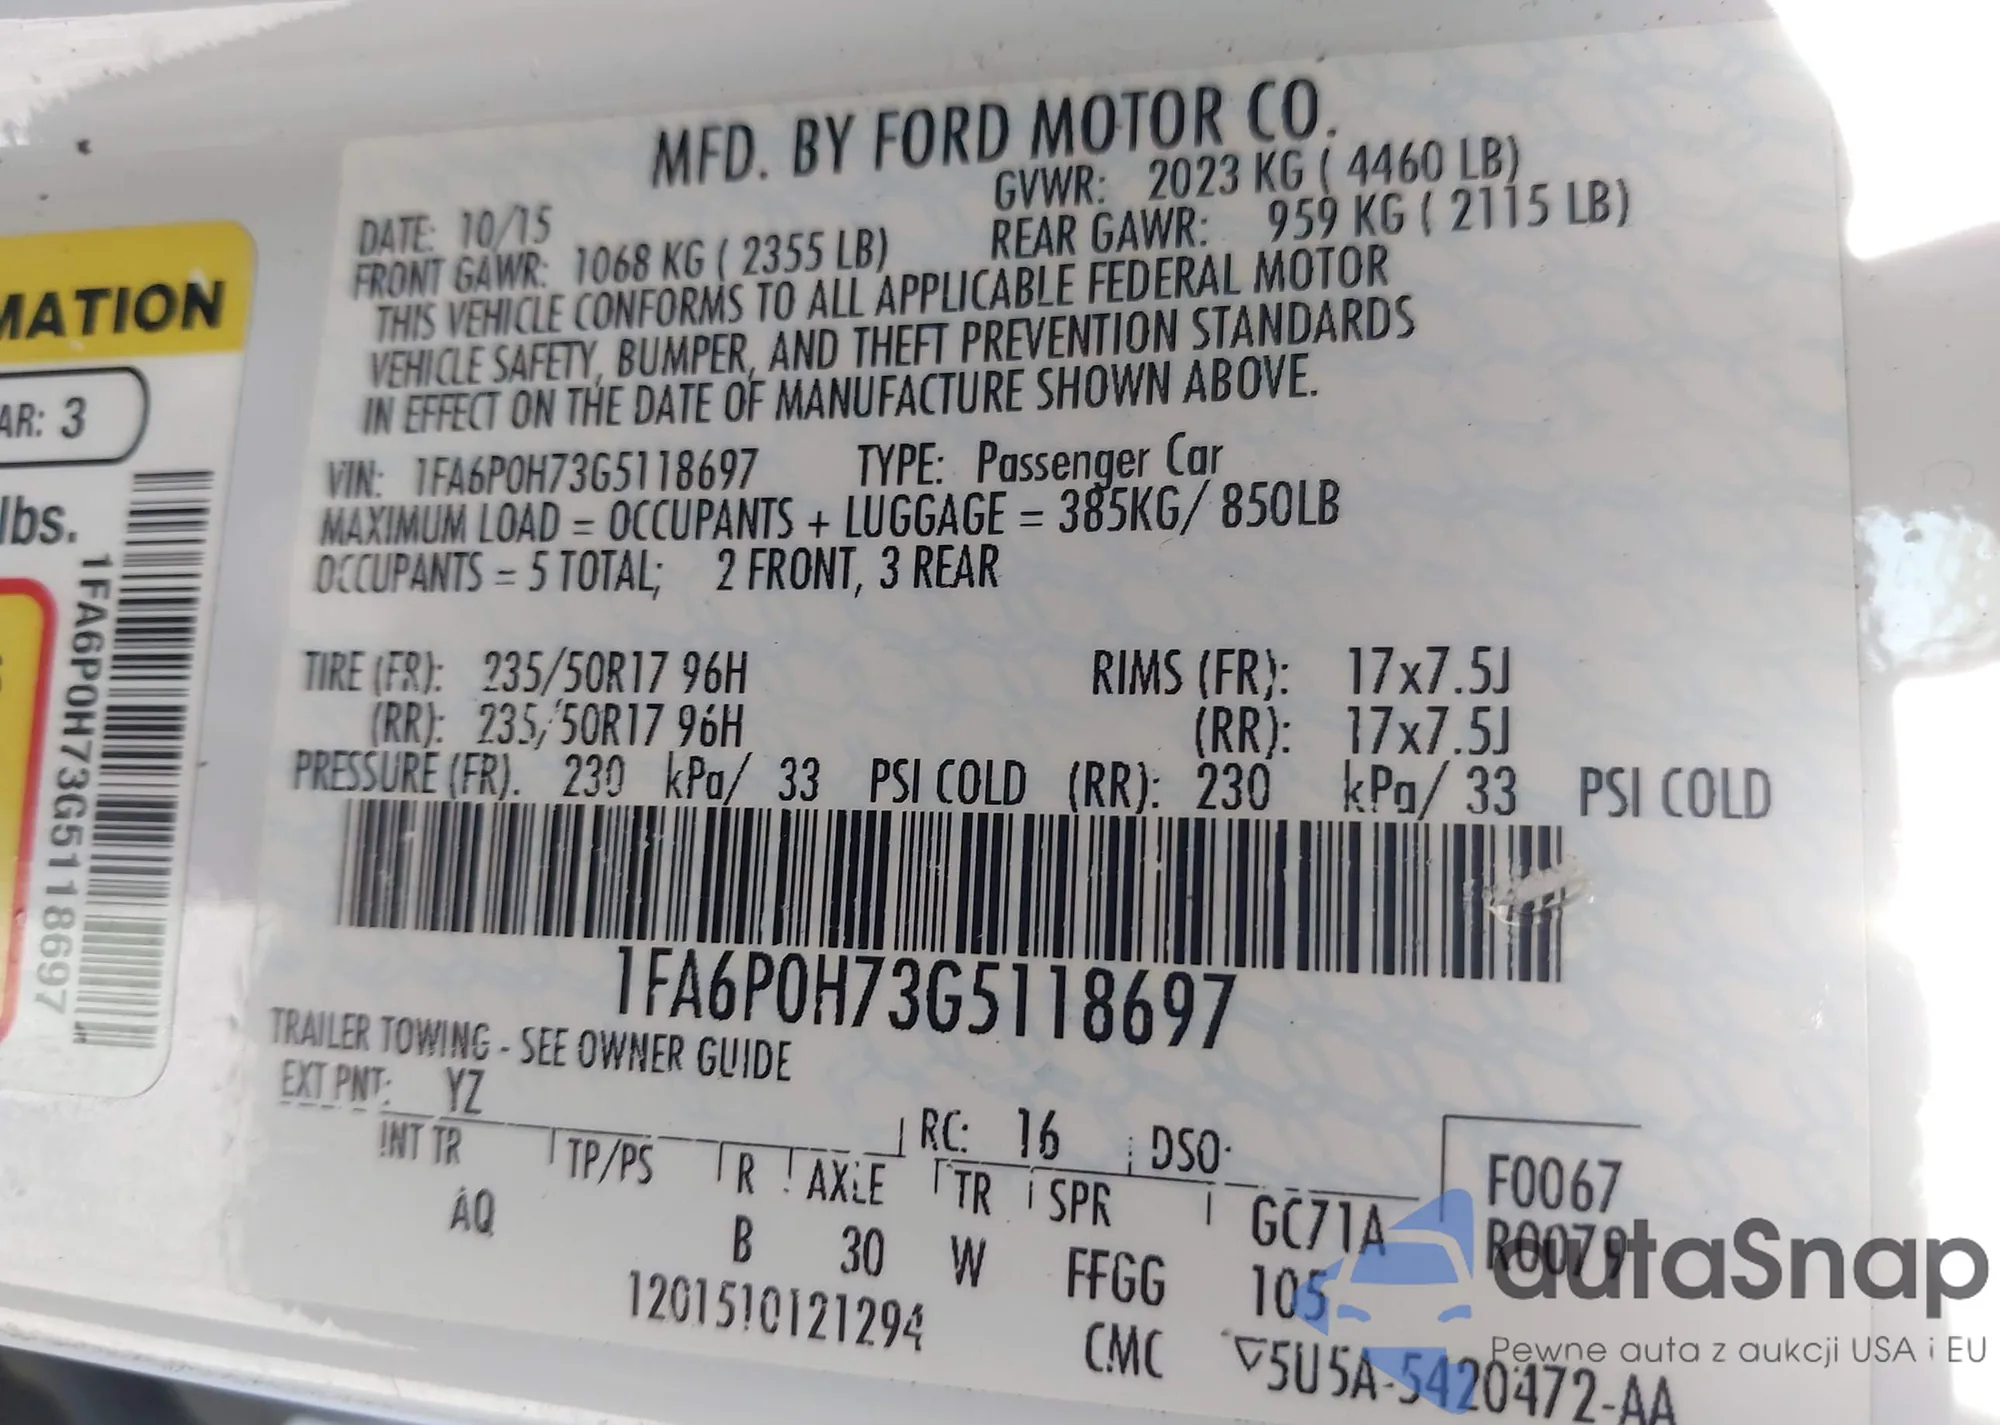 MATION
AR: 3
lbs.
1FA6P0H73G5118697
MFD. BY FORD MOTOR CO.
DATE: 10/15 GVWR: 2023 KG ( 4460 LB)
FRONT GAWR: 1068 KG ( 2355 LB) REAR GAWR: 959 KG ( 2115 LB)
THIS VEHICLE CONFORMS TO ALL APPLICABLE FEDERAL MOTOR
VEHICLE SAFETY, BUMPER, AND THEFT PREVENTION STANDARDS
IN EFFECT ON THE DATE OF MANUFACTURE SHOWN ABOVE.
VIN: 1FA6P0H73G5118697 TYPE: Passenger Car
MAXIMUM LOAD = OCCUPANTS + LUGGAGE = 385KG/ 850LB
OCCUPANTS = 5 TOTAL; 2 FRONT, 3 REAR
TIRE (FR): 235/50R17 96H RIMS (FR): 17x7.5J
(RR): 235/50R17 96H (RR): 17x7.5J
PRESSURE (FR): 230 kPa/ 33 PSI COLD (RR): 230 kPa/ 33 PSI COLD
1FA6P0H73G5118697
TRAILER TOWING - SEE OWNER GUIDE
EXT PNT: YZ RC: 16 DSO: F0067
INT TR TP/PS R AXLE TR SPR GC71A R0079
AQ B 30 W FFGG 105
1201510121294 CMC ▽5U5A-5420472-AA
autaSnap
Pewne auta z aukcji USA i EU